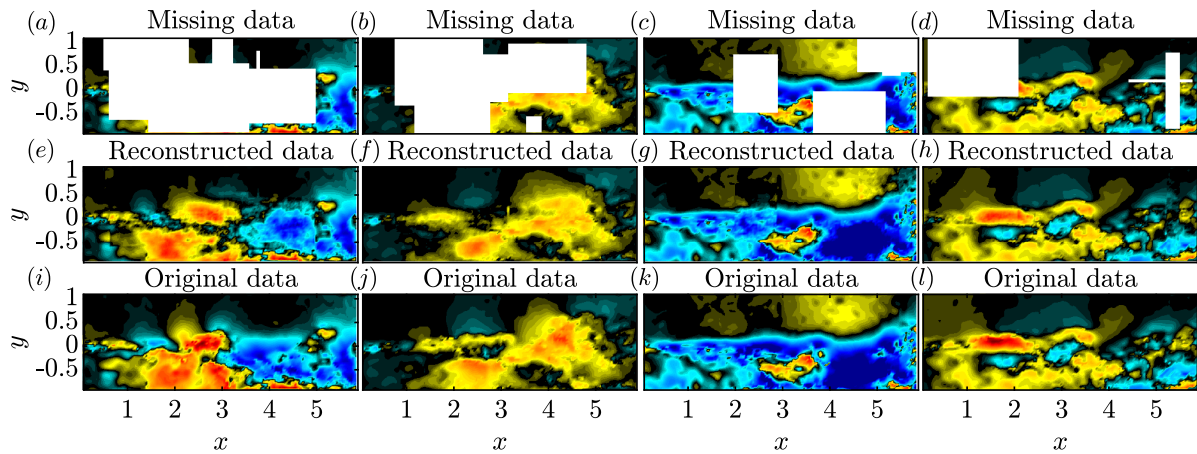 (a) Missing data (b) Missing data (c) Missing data (d) Missing data
1
0.5
0
-0.5
y
(e) Reconstructed data (f) Reconstructed data (g) Reconstructed data (h) Reconstructed data
1
0.5
0
-0.5
y
(i) Original data (j) Original data (k) Original data (l) Original data
1
0.5
0
-0.5
y
1 2 3 4 5 1 2 3 4 5 1 2 3 4 5 1 2 3 4 5
x x x x